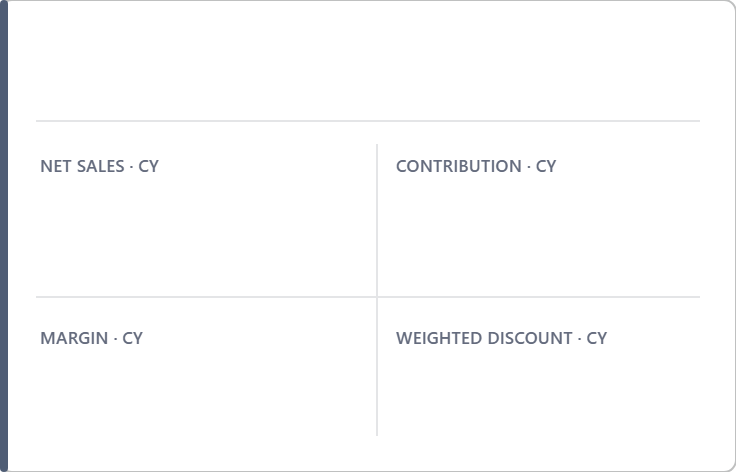 NET SALES · CY
CONTRIBUTION · CY
MARGIN · CY
WEIGHTED DISCOUNT · CY